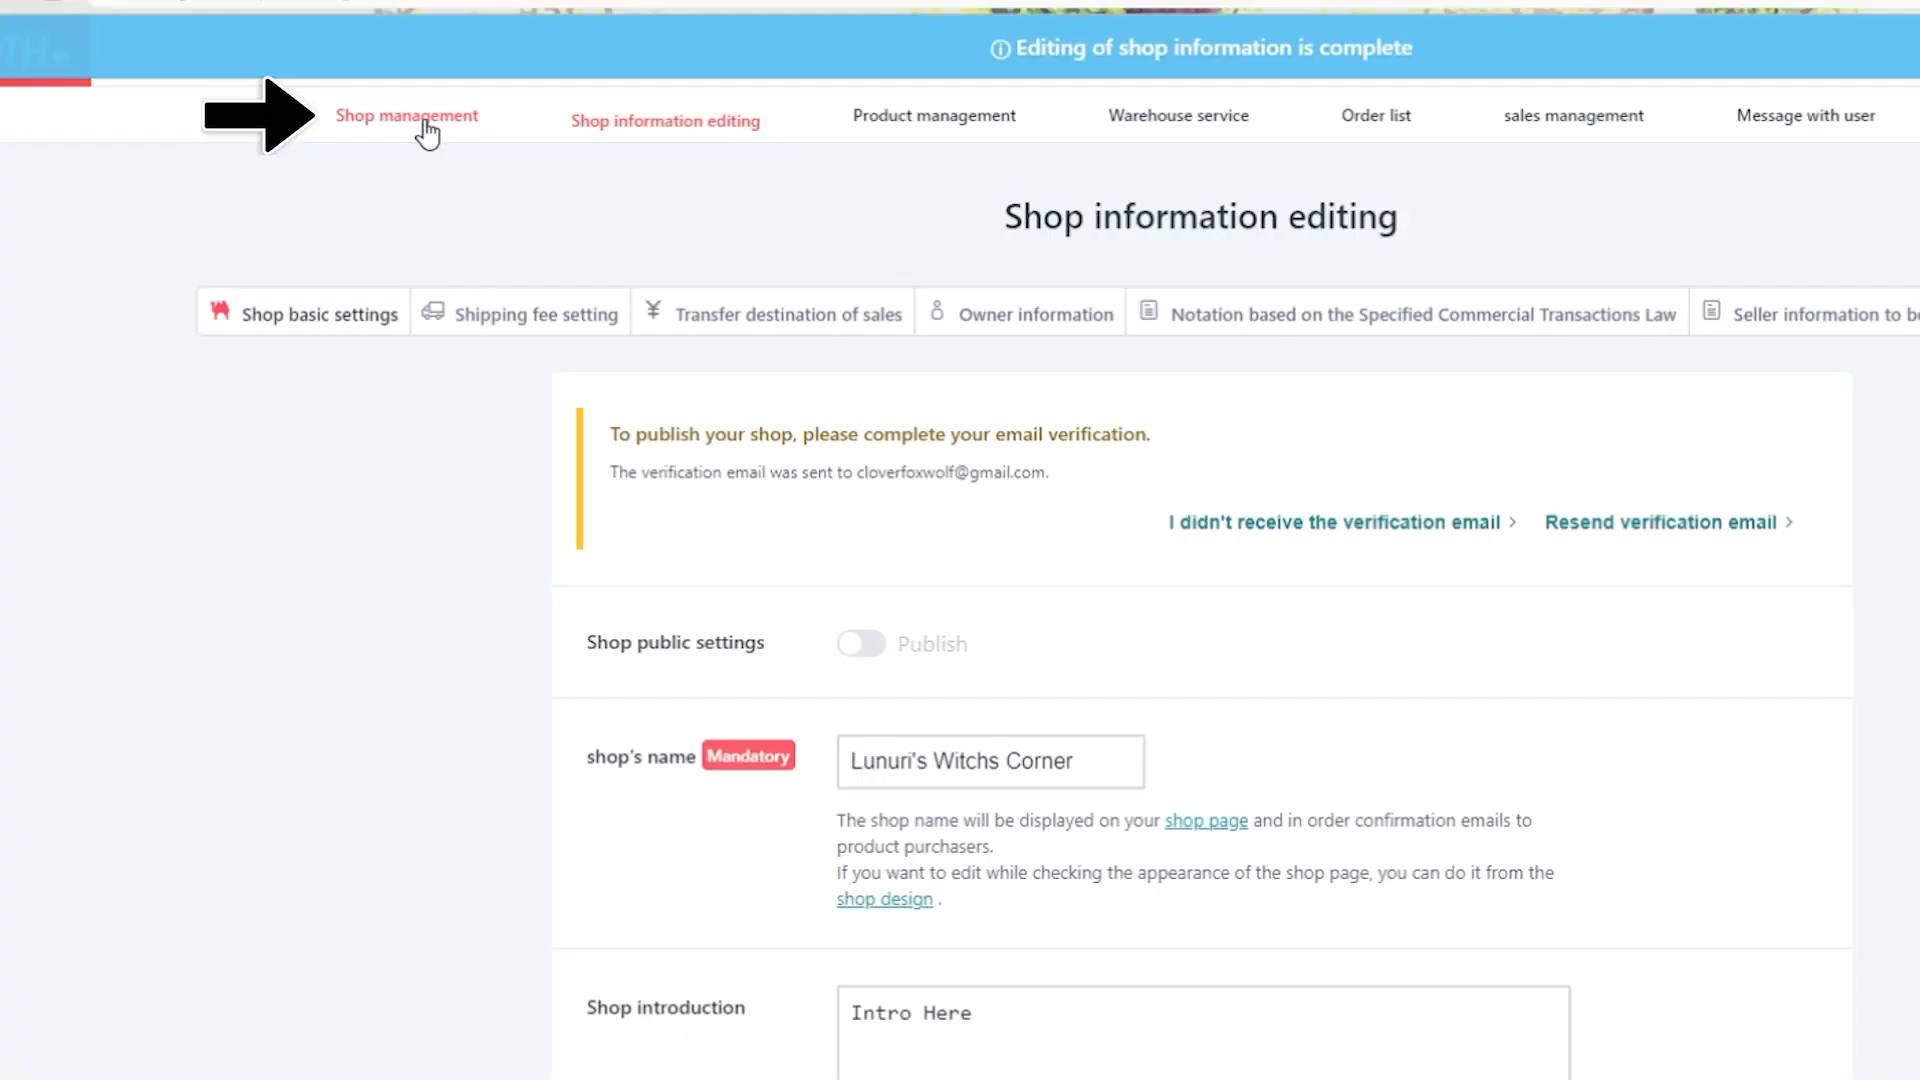 Editing of shop information is complete
Shop management
Shop information editing
Product management
Warehouse service
Order list
sales management
Message with user
Shop information editing
Shop basic settings
Shipping fee setting
Transfer destination of sales
Owner information
Notation based on the Specified Commercial Transactions Law
Seller information to b
To publish your shop, please complete your email verification.
The verification email was sent to cloverfoxwolf@gmail.com.
I didn't receive the verification email >
Resend verification email >
Shop public settings
Publish
shop's name Mandatory
Lunuri's Witchs Corner
The shop name will be displayed on your shop page and in order confirmation emails to
product purchasers.
If you want to edit while checking the appearance of the shop page, you can do it from the
shop design .
Shop introduction
Intro Here